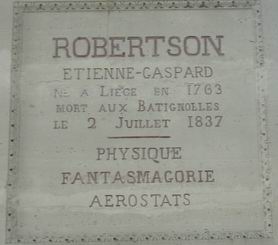 ROBERTSON
ETIENNE-GASPARD
NÉ A LIÈGE EN 1763
MORT AUX BATIGNOLLES
LE 2 JUILLET 1837
PHYSIQUE
FANTASMAGORIE
AEROSTATS